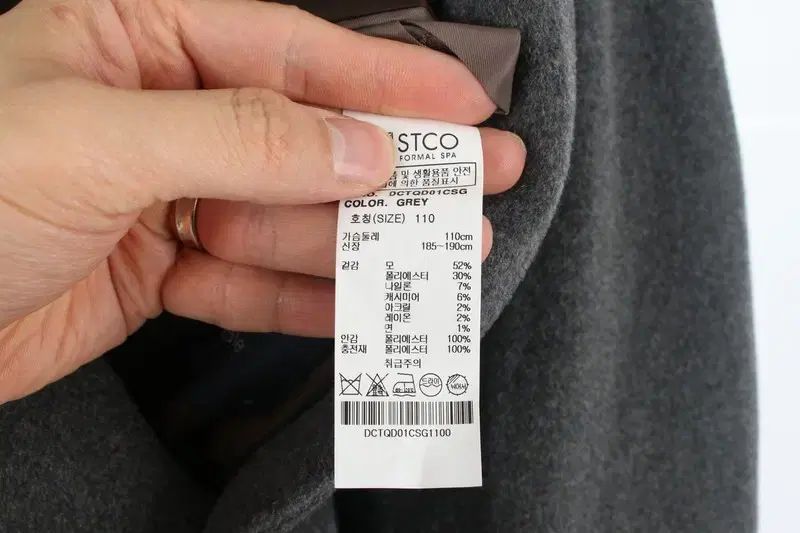 STCO
FORMAL SPA
품 및 생활용품 안전
에 의한 품질표시
DCTQD01CSG
COLOR. GREY
호칭(SIZE) 110
가슴둘레 110cm
신장 185~190cm
겉감 모 52%
폴리에스터 30%
나일론 7%
캐시미어 6%
아크릴 2%
레이온 2%
면 1%
안감 폴리에스터 100%
충전재 폴리에스터 100%
취급주의
드라이
DCTQD01CSG1100